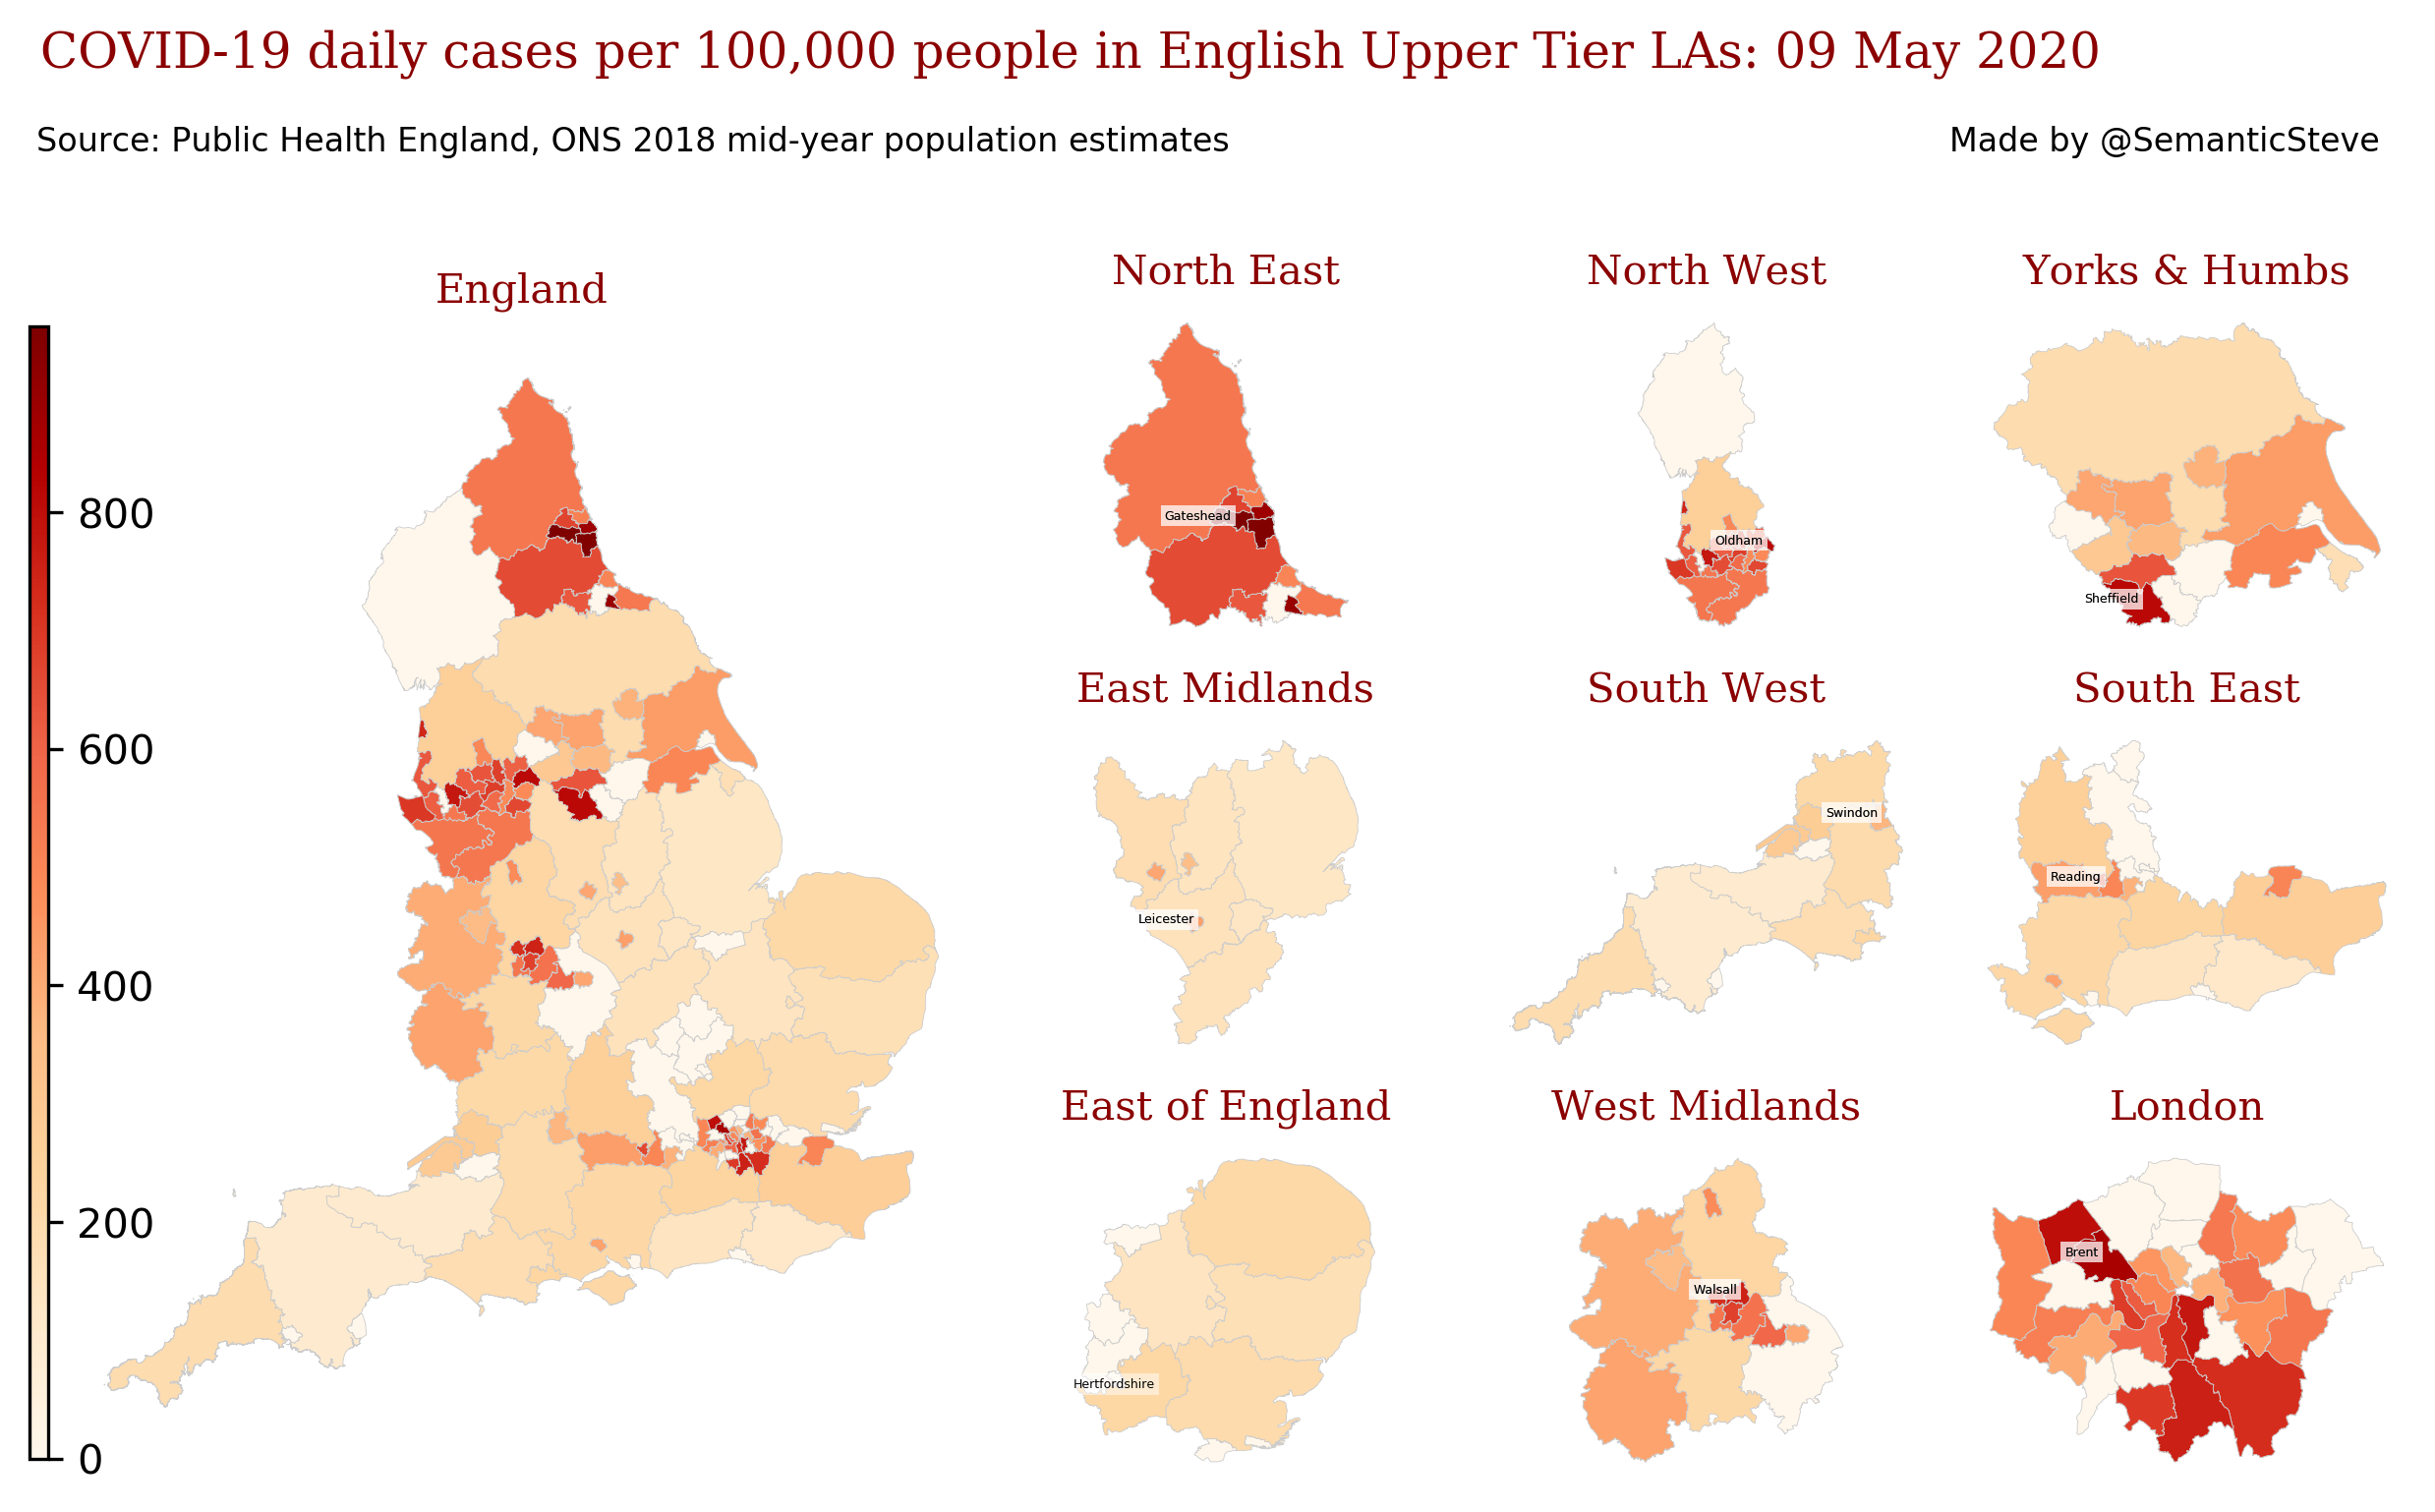 COVID-19 daily cases per 100,000 people in English Upper Tier LAs: 09 May 2020
Source: Public Health England, ONS 2018 mid-year population estimates
Made by @SemanticSteve
England
800
600
400
200
0
North East
Gateshead
North West
Oldham
Yorks & Humbs
Sheffield
East Midlands
Leicester
South West
Swindon
South East
Reading
East of England
Hertfordshire
West Midlands
Walsall
London
Brent